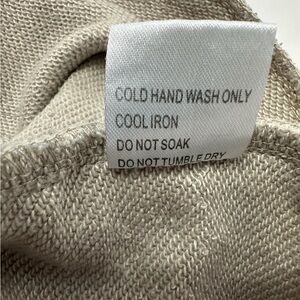 COLD HAND WASH ONLY
COOL IRON
DO NOT SOAK
DO NOT TUMBLE DRY